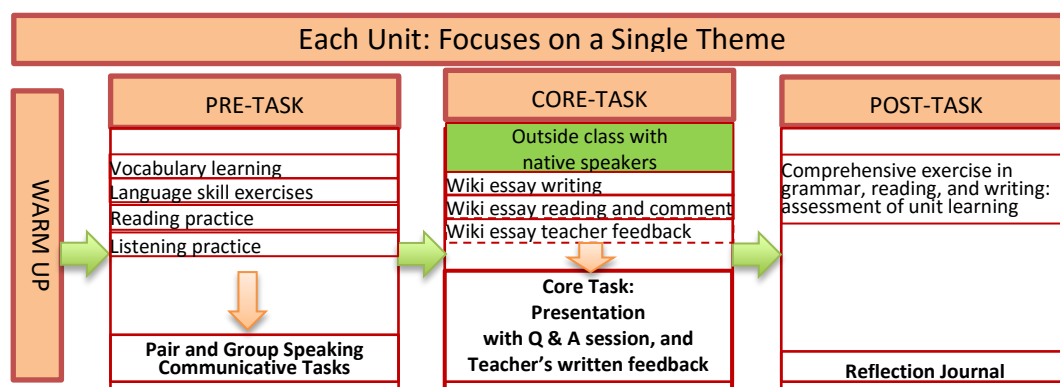 Each Unit: Focuses on a Single Theme
WARM UP
PRE-TASK
Vocabulary learning
Language skill exercises
Reading practice
Listening practice
Pair and Group Speaking
Communicative Tasks
CORE-TASK
Outside class with
native speakers
Wiki essay writing
Wiki essay reading and comment
Wiki essay teacher feedback
Core Task:
Presentation
with Q & A session, and
Teacher’s written feedback
POST-TASK
Comprehensive exercise in
grammar, reading, and writing:
assessment of unit learning
Reflection Journal